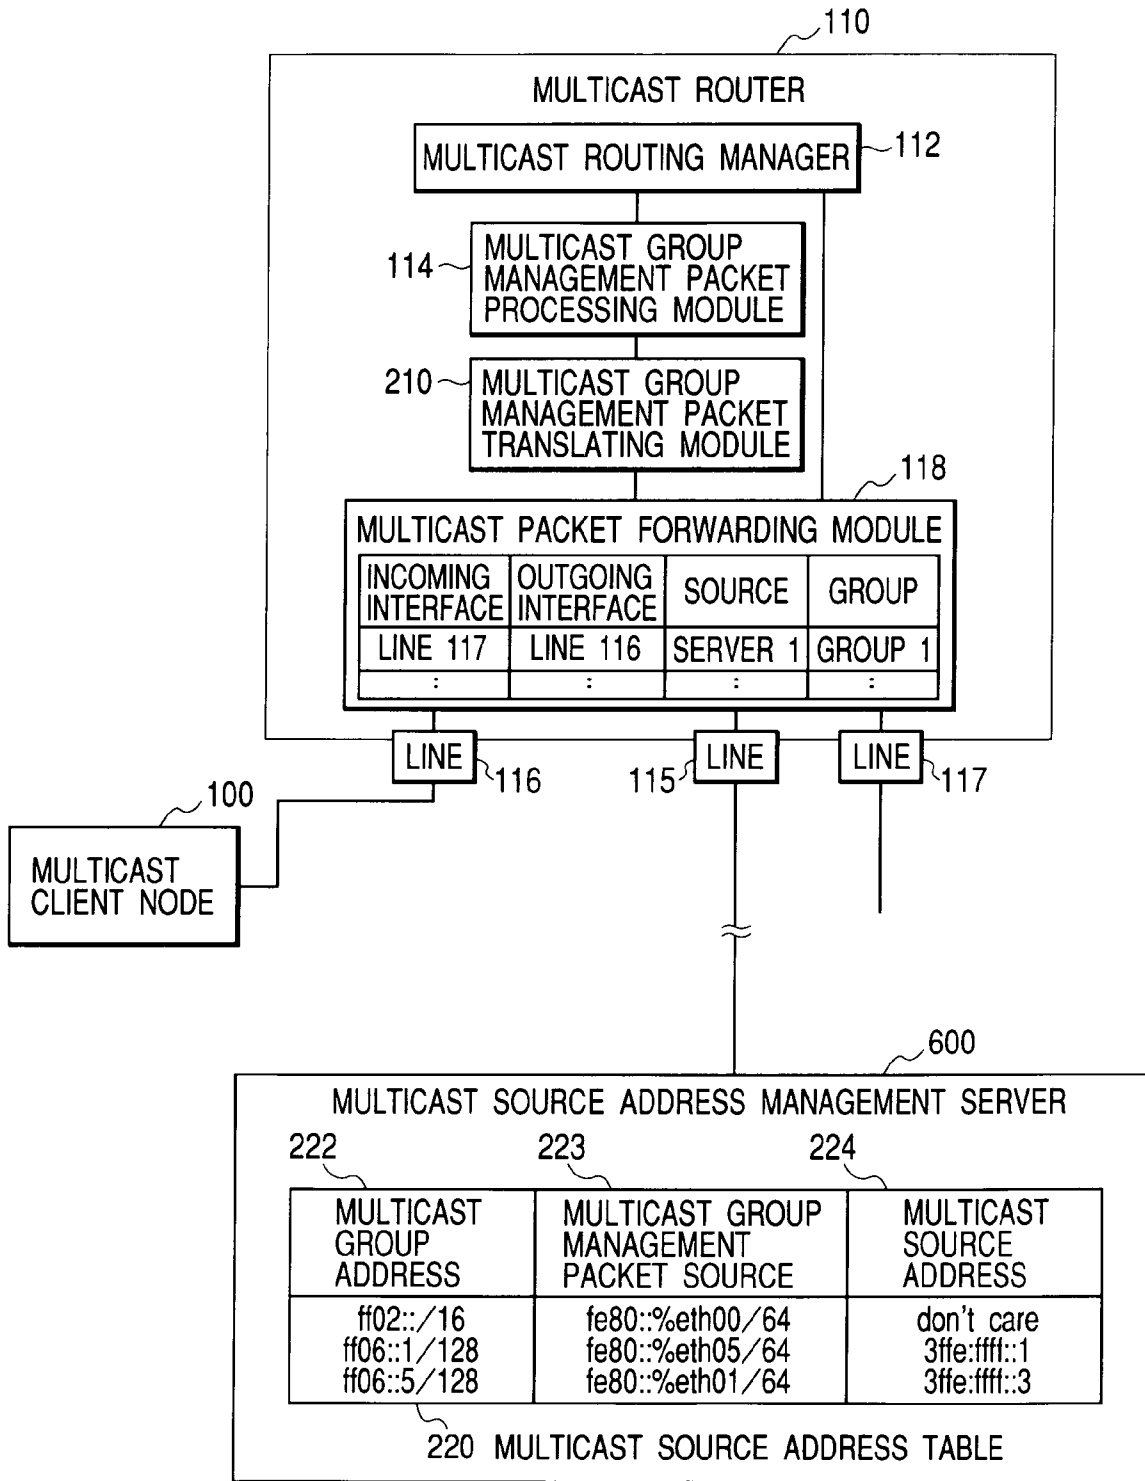 110
MULTICAST ROUTER
MULTICAST ROUTING MANAGER
112
114
MULTICAST GROUP
MANAGEMENT PACKET
PROCESSING MODULE
210
MULTICAST GROUP
MANAGEMENT PACKET
TRANSLATING MODULE
118
MULTICAST PACKET FORWARDING MODULE
INCOMING INTERFACE
OUTGOING INTERFACE
SOURCE
GROUP
LINE 117
LINE 116
SERVER 1
GROUP 1
:
:
:
:
LINE
116
115
LINE
LINE
117
100
MULTICAST
CLIENT NODE
600
MULTICAST SOURCE ADDRESS MANAGEMENT SERVER
222
223
224
MULTICAST
GROUP
ADDRESS
MULTICAST GROUP
MANAGEMENT
PACKET SOURCE
MULTICAST
SOURCE
ADDRESS
ff02::/16
fe80::%eth00/64
don't care
ff06::1/128
fe80::%eth05/64
3ffe:ffff::1
ff06::5/128
fe80::%eth01/64
3ffe:ffff::3
220 MULTICAST SOURCE ADDRESS TABLE